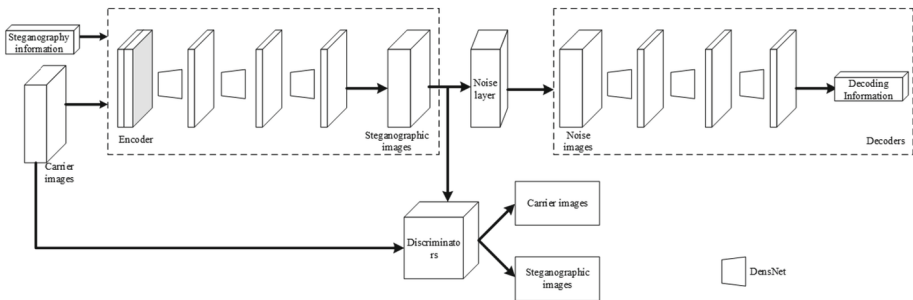 Steganography
information
Carrier
images
Encoder
Steganographic
images
Noise
layer
Noise
images
Decoding
Information
Decoders
Discriminato
rs
Carrier images
Steganographic
images
DensNet